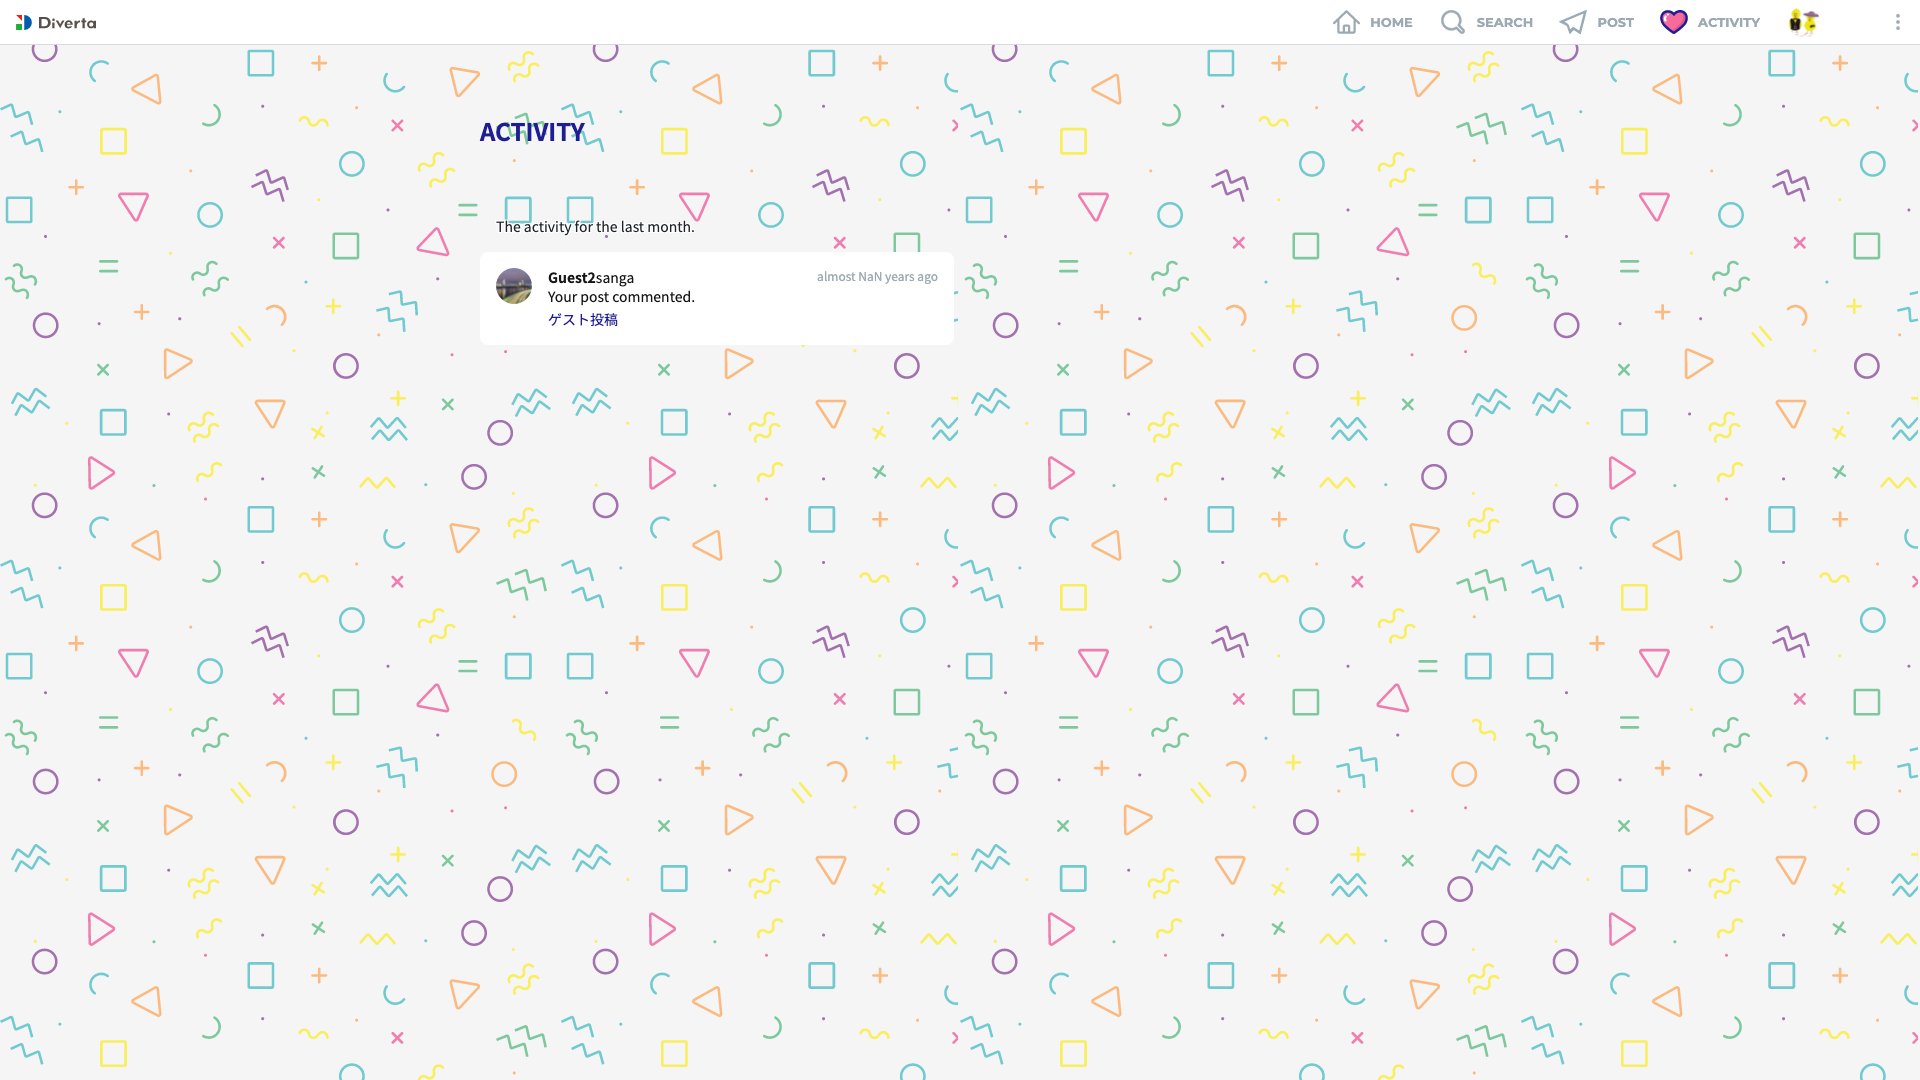 Diverta
HOME
SEARCH
POST
ACTIVITY
ACTIVITY
The activity for the last month.
Guest2sanga
almost NaN years ago
Your post commented.
ゲスト投稿